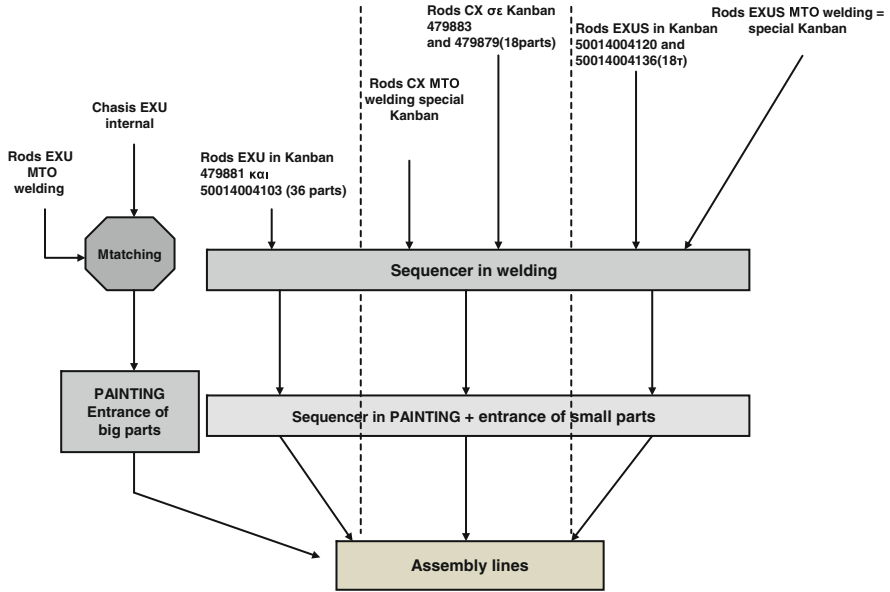 Rods CX σε Kanban
479883
and 479879(18parts)
Rods EXUS in Kanban
50014004120 and
50014004136(18τ)
Rods EXUS MTO welding =
special Kanban
Rods CX MTO
welding special
Kanban
Chasis EXU
internal
Rods EXU
MTO
welding
Rods EXU in Kanban
479881 και
50014004103 (36 parts)
Mtatching
Sequencer in welding
PAINTING
Entrance of
big parts
Sequencer in PAINTING + entrance of small parts
Assembly lines